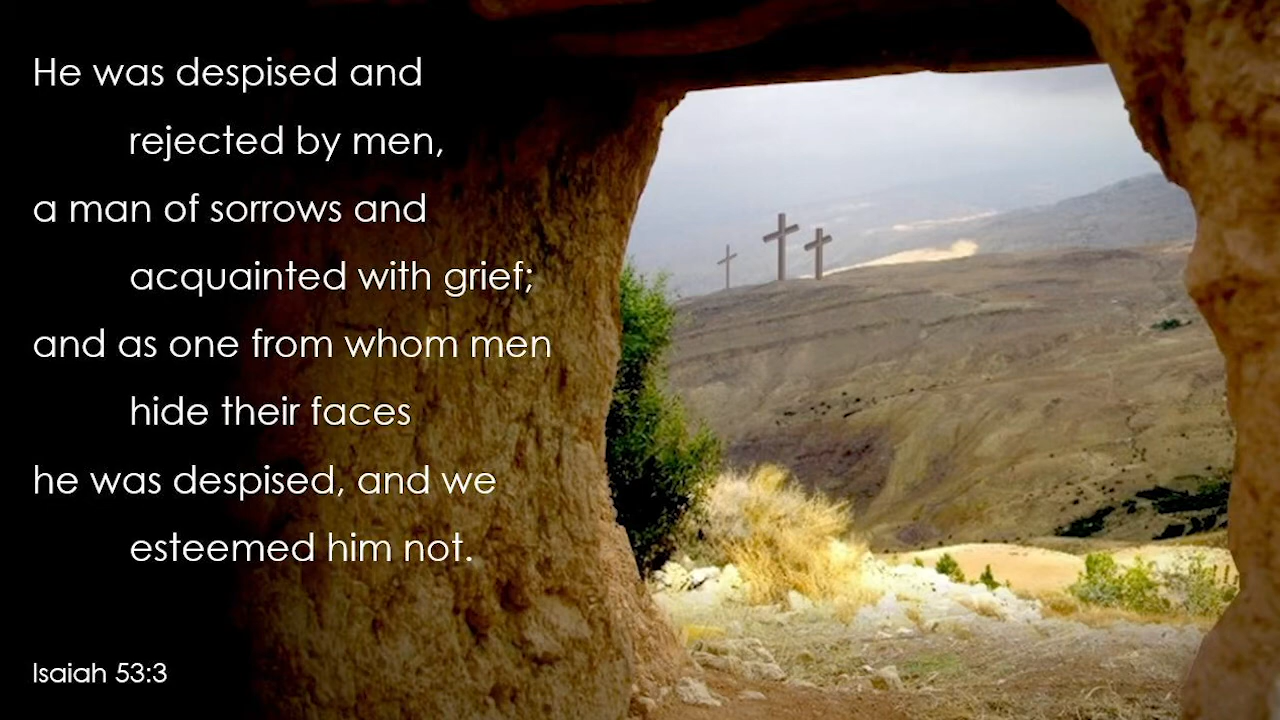 He was despised and
rejected by men,
a man of sorrows and
acquainted with grief;
and as one from whom men
hide their faces
he was despised, and we
esteemed him not.
Isaiah 53:3